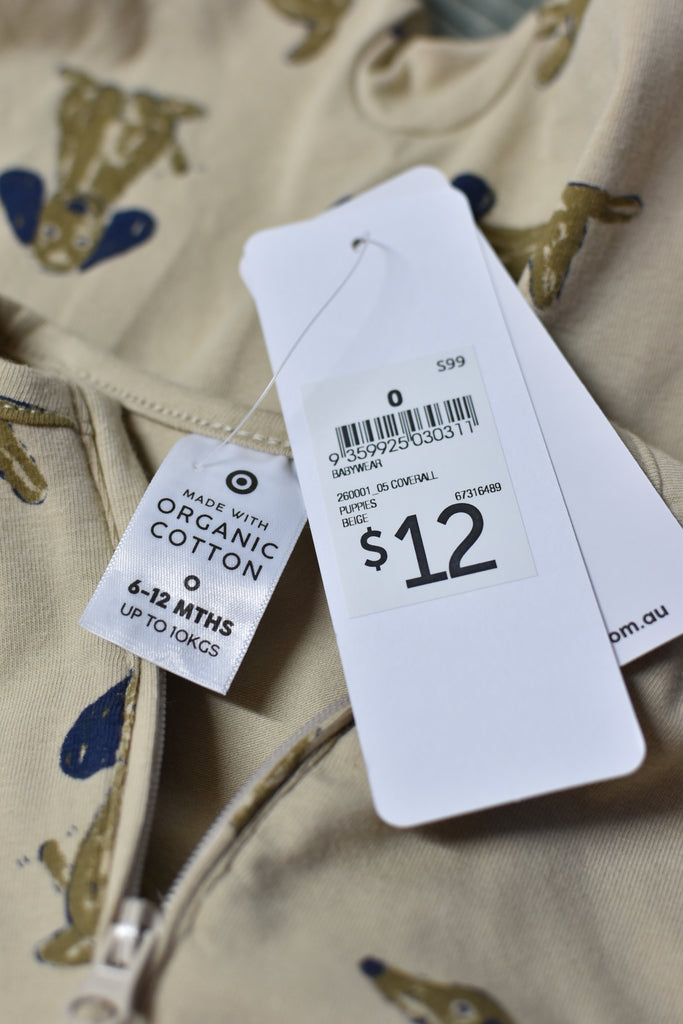 S99
0
9 359925 030311
BABYWEAR
260001_05 COVERALL
67316489
PUPPIES
BEIGE
$12
MADE WITH
ORGANIC
COTTON
0
6-12 MTHS
UP TO 10KGS
om.au